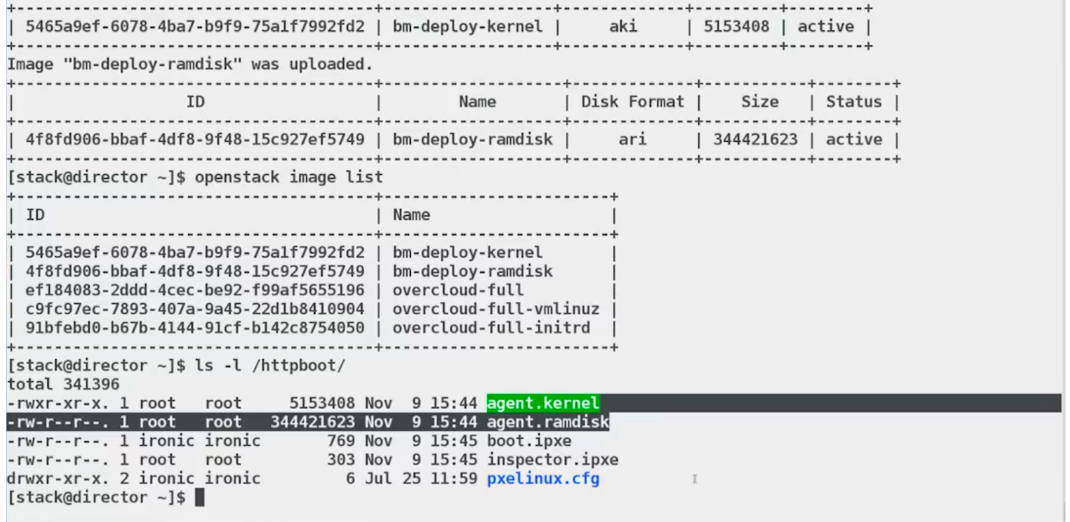 +--------------------------------------+------------------+-------------+---------+--------+
| 5465a9ef-6078-4ba7-b9f9-75a1f7992fd2 | bm-deploy-kernel |     aki     | 5153408 | active |
+--------------------------------------+------------------+-------------+---------+--------+
Image "bm-deploy-ramdisk" was uploaded.
+--------------------------------------+-------------------+-------------+-----------+--------+
|                  ID                  |        Name       | Disk Format |    Size   | Status |
+--------------------------------------+-------------------+-------------+-----------+--------+
| 4f8fd906-bbaf-4df8-9f48-15c927ef5749 | bm-deploy-ramdisk |     ari     | 344421623 | active |
+--------------------------------------+-------------------+-------------+-----------+--------+
[stack@director ~]$ openstack image list
+--------------------------------------+------------------------+
| ID                                   | Name                   |
+--------------------------------------+------------------------+
| 5465a9ef-6078-4ba7-b9f9-75a1f7992fd2 | bm-deploy-kernel       |
| 4f8fd906-bbaf-4df8-9f48-15c927ef5749 | bm-deploy-ramdisk      |
| ef184083-2ddd-4cec-be92-f99af5655196 | overcloud-full         |
| c9fc97ec-7893-407a-9a45-22d1b8410904 | overcloud-full-vmlinuz |
| 91bfebd0-b67b-4144-91cf-b142c8754050 | overcloud-full-initrd  |
+--------------------------------------+------------------------+
[stack@director ~]$ ls -l /httpboot/
total 341396
-rwxr-xr-x. 1 root   root     5153408 Nov  9 15:44 agent.kernel
-rw-r--r--. 1 root   root   344421623 Nov  9 15:44 agent.ramdisk
-rw-r--r--. 1 ironic ironic       769 Nov  9 15:45 boot.ipxe
-rw-r--r--. 1 root   root         303 Nov  9 15:45 inspector.ipxe
drwxr-xr-x. 2 ironic ironic         6 Jul 25 11:59 pxelinux.cfg
[stack@director ~]$